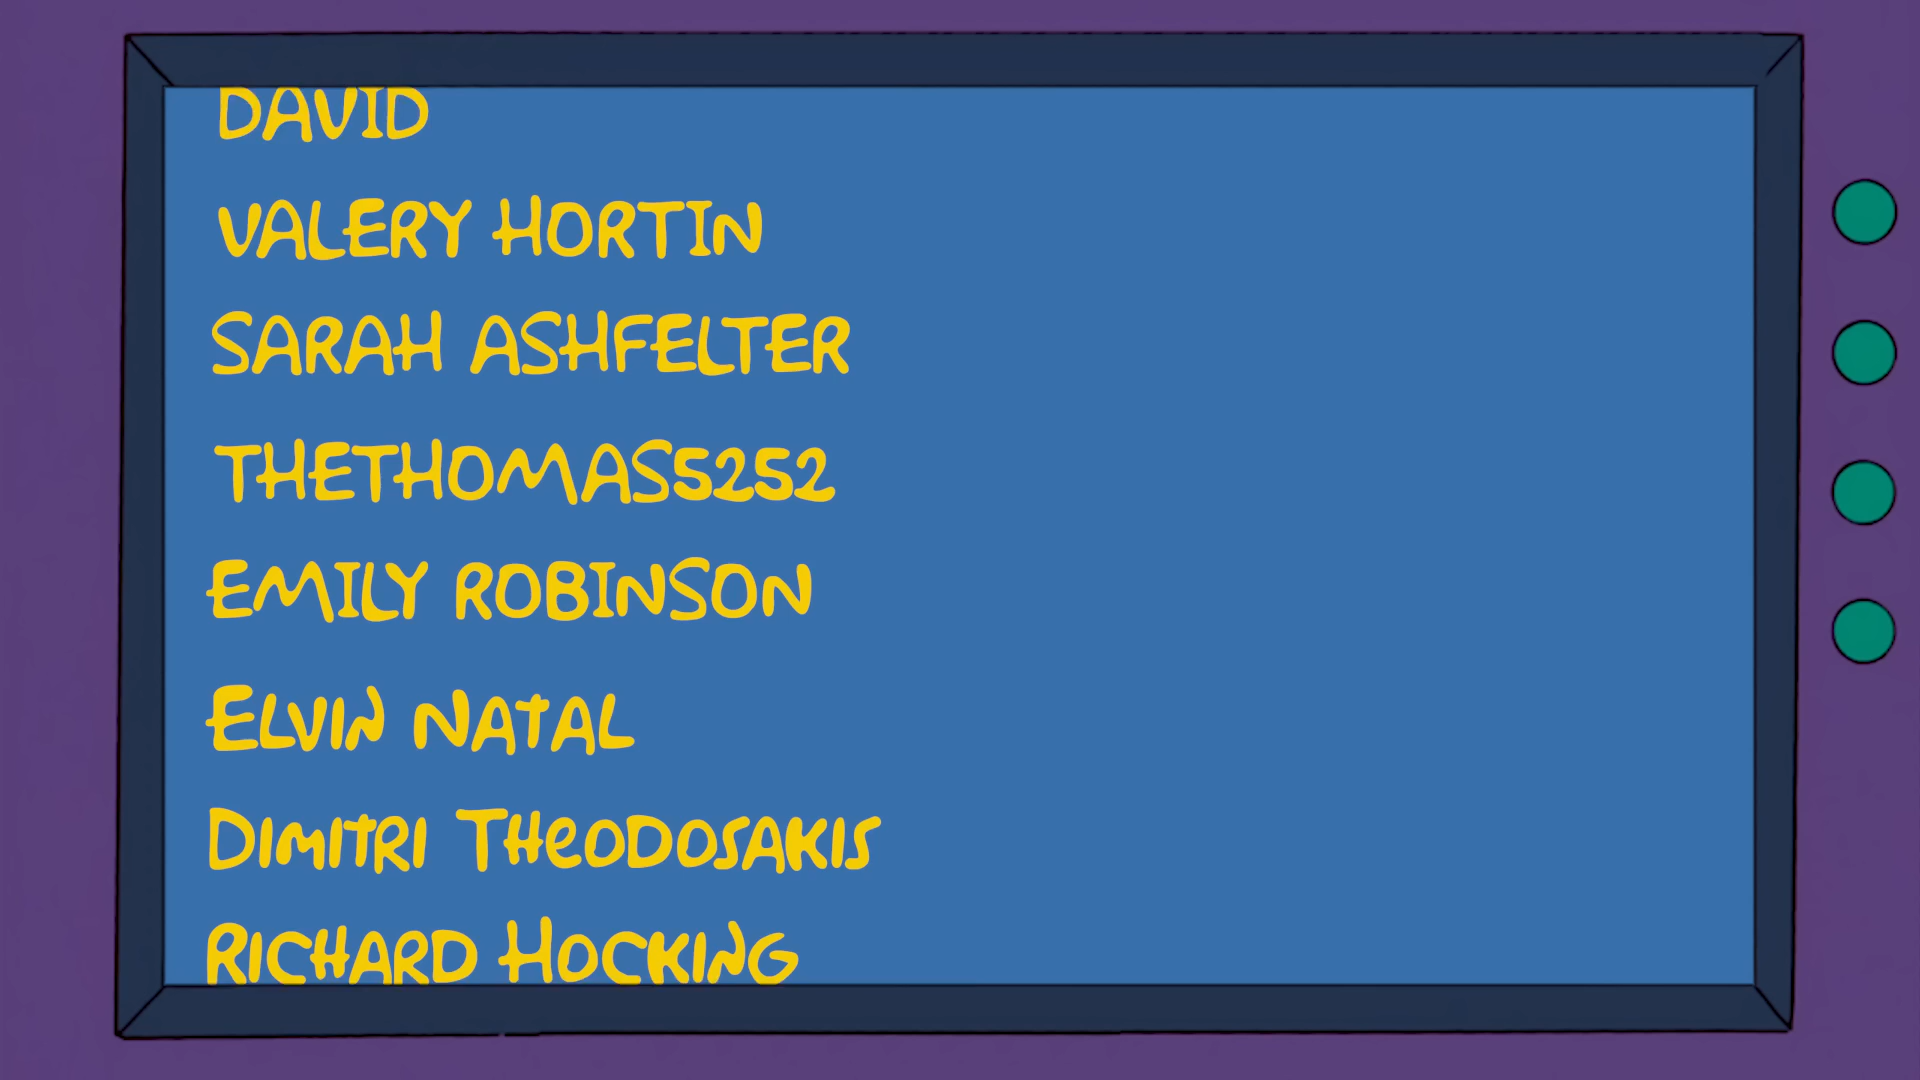 DAVID
VALERY HORTIN
SARAH ASHFELTER
THETHOMAS5252
EMILY ROBINSON
ELVIN NATAL
DIMITRI THEODOSAKIS
RICHARD HOCKING